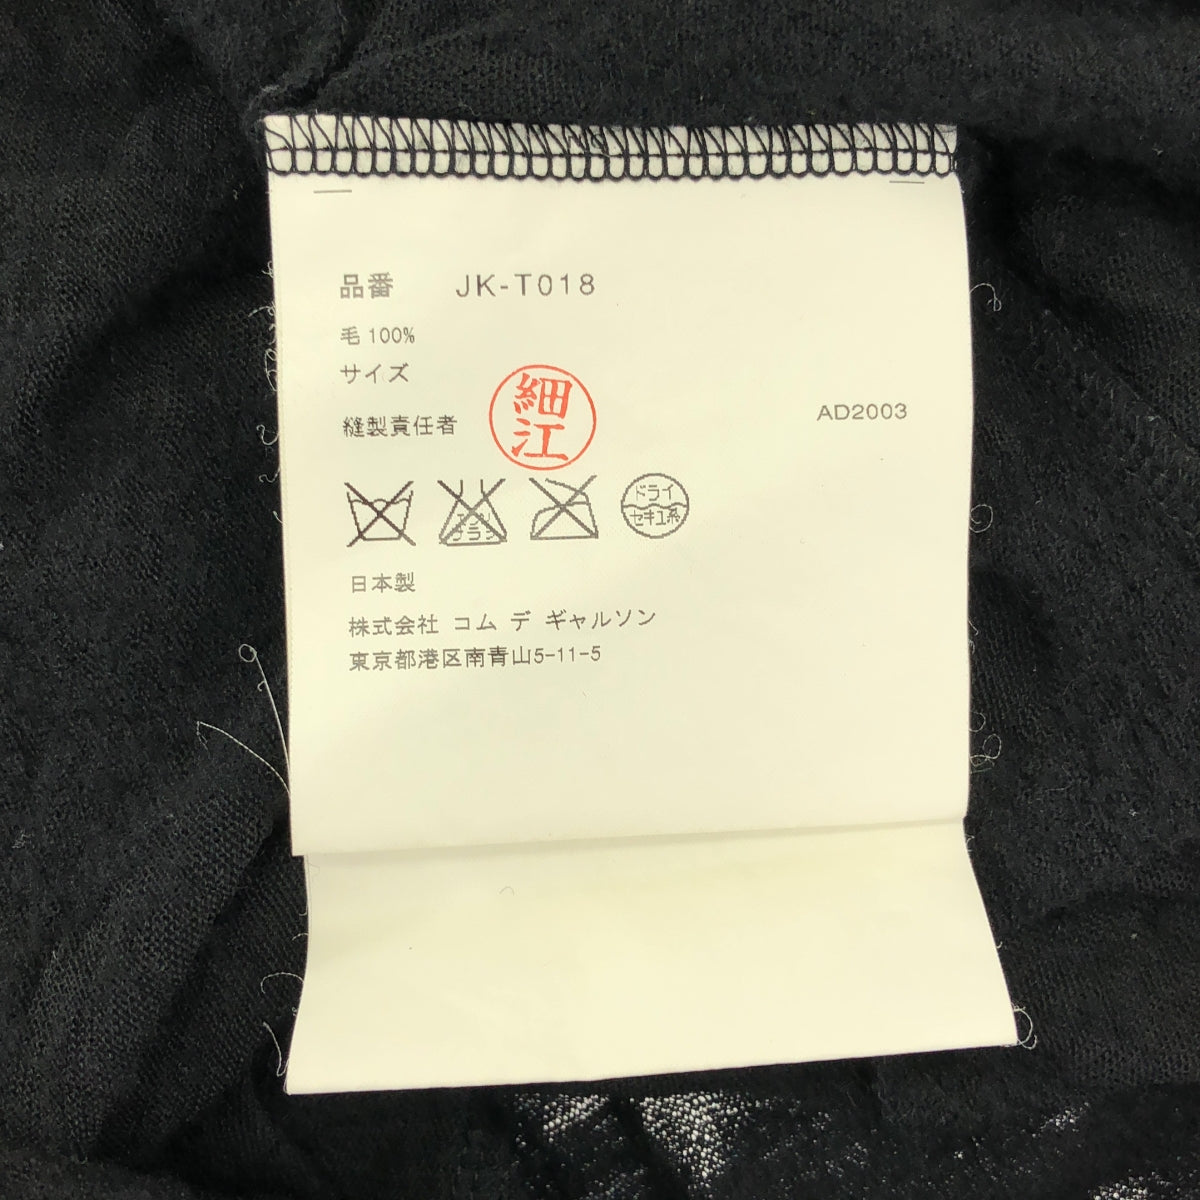 品番 JK-T018
毛 100%
サイズ
縫製責任者 細江 AD2003
ドライ
セキユ系
日本製
株式会社 コム デ ギャルソン
東京都港区南青山5-11-5